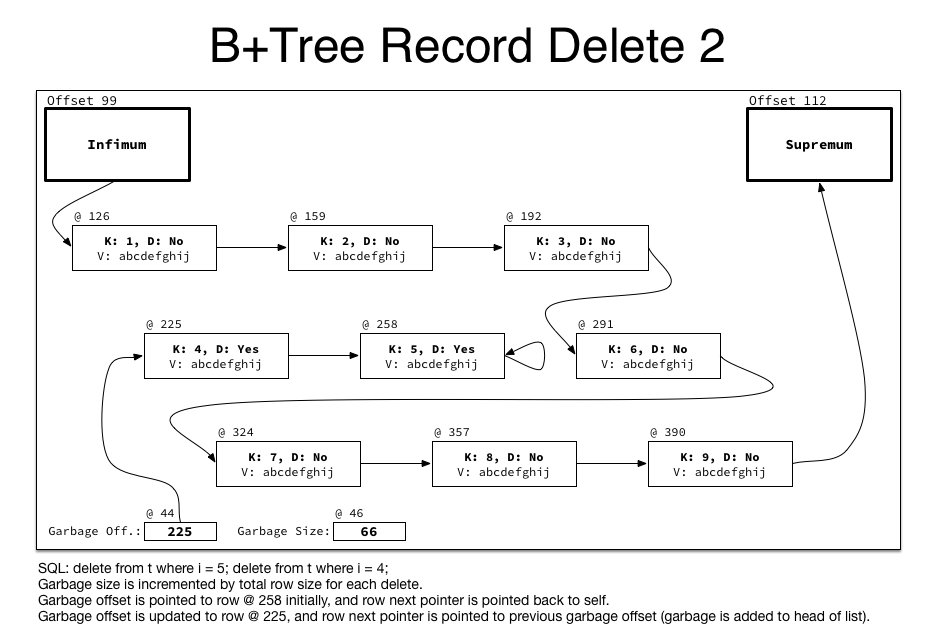 B+Tree Record Delete 2
Offset 99
Offset 112
Infimum
Supremum
@ 126
@ 159
@ 192
K: 1, D: No
V: abcdefghij
K: 2, D: No
V: abcdefghij
K: 3, D: No
V: abcdefghij
@ 225
@ 258
@ 291
K: 4, D: Yes
V: abcdefghij
K: 5, D: Yes
V: abcdefghij
K: 6, D: No
V: abcdefghij
@ 324
@ 357
@ 390
K: 7, D: No
V: abcdefghij
K: 8, D: No
V: abcdefghij
K: 9, D: No
V: abcdefghij
@ 44
@ 46
Garbage Off.: 225
Garbage Size: 66
SQL: delete from t where i = 5; delete from t where i = 4;
Garbage size is incremented by total row size for each delete.
Garbage offset is pointed to row @ 258 initially, and row next pointer is pointed back to self.
Garbage offset is updated to row @ 225, and row next pointer is pointed to previous garbage offset (garbage is added to head of list).